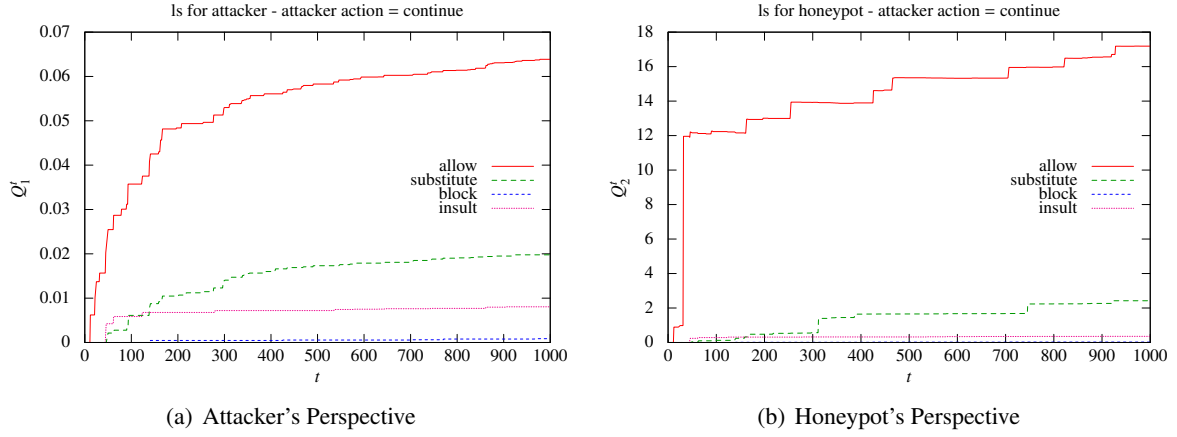 ls for attacker - attacker action = continue
0.07
0.06
0.05
0.04
0.03
0.02
0.01
0
Q_1^t
allow
substitute
block
insult
0 100 200 300 400 500 600 700 800 900 1000
t
(a) Attacker's Perspective
ls for honeypot - attacker action = continue
18
16
14
12
10
8
6
4
2
0
Q_2^t
allow
substitute
block
insult
0 100 200 300 400 500 600 700 800 900 1000
t
(b) Honeypot's Perspective